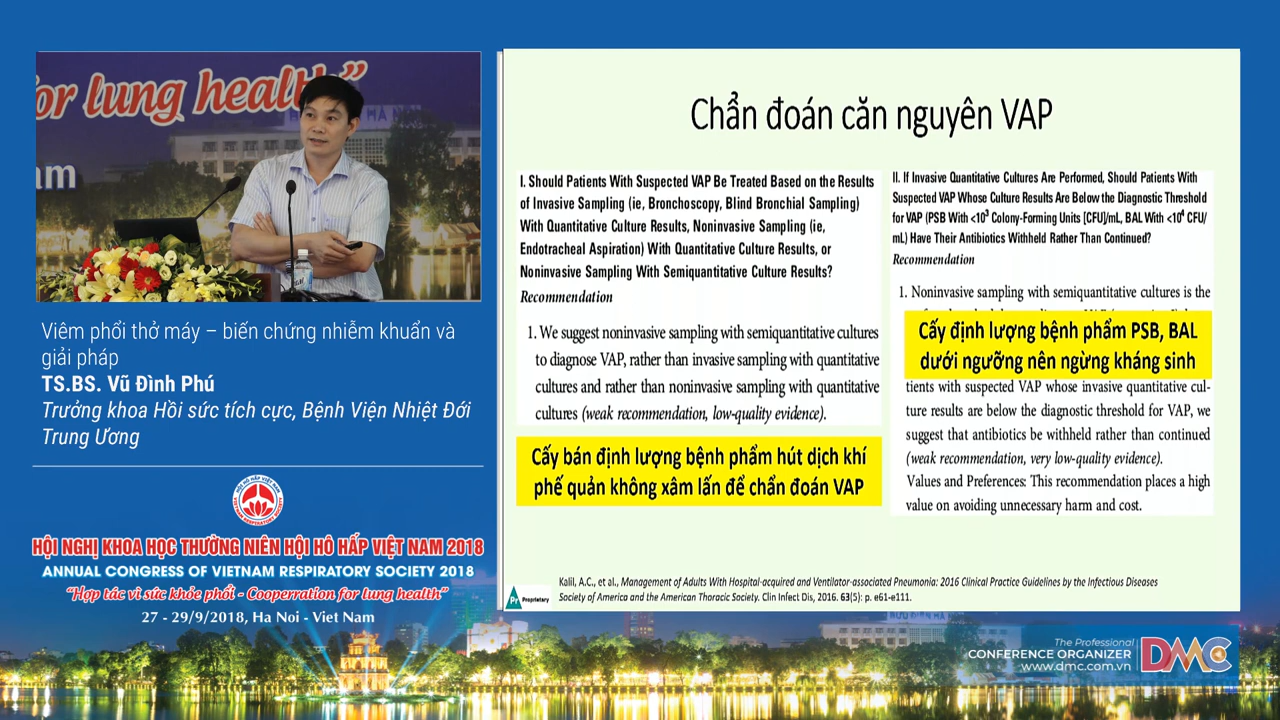 for lung health”
am
Viêm phổi thở máy – biến chứng nhiễm khuẩn và
giải pháp
TS.BS. Vũ Đình Phú
Trưởng khoa Hồi sức tích cực, Bệnh Viện Nhiệt Đới
Trung Ương
HỘI NGHỊ KHOA HỌC THƯỜNG NIÊN HỘI HÔ HẤP VIỆT NAM 2018
ANNUAL CONGRESS OF VIETNAM RESPIRATORY SOCIETY 2018
“Hợp tác vì sức khỏe phổi - Cooperration for lung health”
27 - 29/9/2018, Ha Noi - Viet Nam
Chẩn đoán căn nguyên VAP
I. Should Patients With Suspected VAP Be Treated Based on the Results
of Invasive Sampling (ie, Bronchoscopy, Blind Bronchial Sampling)
With Quantitative Culture Results, Noninvasive Sampling (ie,
Endotracheal Aspiration) With Quantitative Culture Results, or
Noninvasive Sampling With Semiquantitative Culture Results?
Recommendation
1. We suggest noninvasive sampling with semiquantitative cultures
to diagnose VAP, rather than invasive sampling with quantitative
cultures and rather than noninvasive sampling with quantitative
cultures (weak recommendation, low-quality evidence).
Cấy bán định lượng bệnh phẩm hút dịch khí
phế quản không xâm lấn để chẩn đoán VAP
II. If Invasive Quantitative Cultures Are Performed, Should Patients With
Suspected VAP Whose Culture Results Are Below the Diagnostic Threshold
for VAP (PSB With <10³ Colony-Forming Units [CFU]/mL, BAL With <10⁴ CFU/
mL) Have Their Antibiotics Withheld Rather Than Continued?
Recommendation
1. Noninvasive sampling with semiquantitative cultures is the
Cấy định lượng bệnh phẩm PSB, BAL
dưới ngưỡng nên ngừng kháng sinh
tients with suspected VAP whose invasive quantitative cul-
ture results are below the diagnostic threshold for VAP, we
suggest that antibiotics be withheld rather than continued
(weak recommendation, very low-quality evidence).
Values and Preferences: This recommendation places a high
value on avoiding unnecessary harm and cost.
Kalil, A.C., et al., Management of Adults With Hospital-acquired and Ventilator-associated Pneumonia: 2016 Clinical Practice Guidelines by the Infectious Diseases
Society of America and the American Thoracic Society. Clin Infect Dis, 2016. 63(5): p. e61-e111.
Pr Proprietary
The Professional
CONFERENCE ORGANIZER
www.dmc.com.vn
DMC